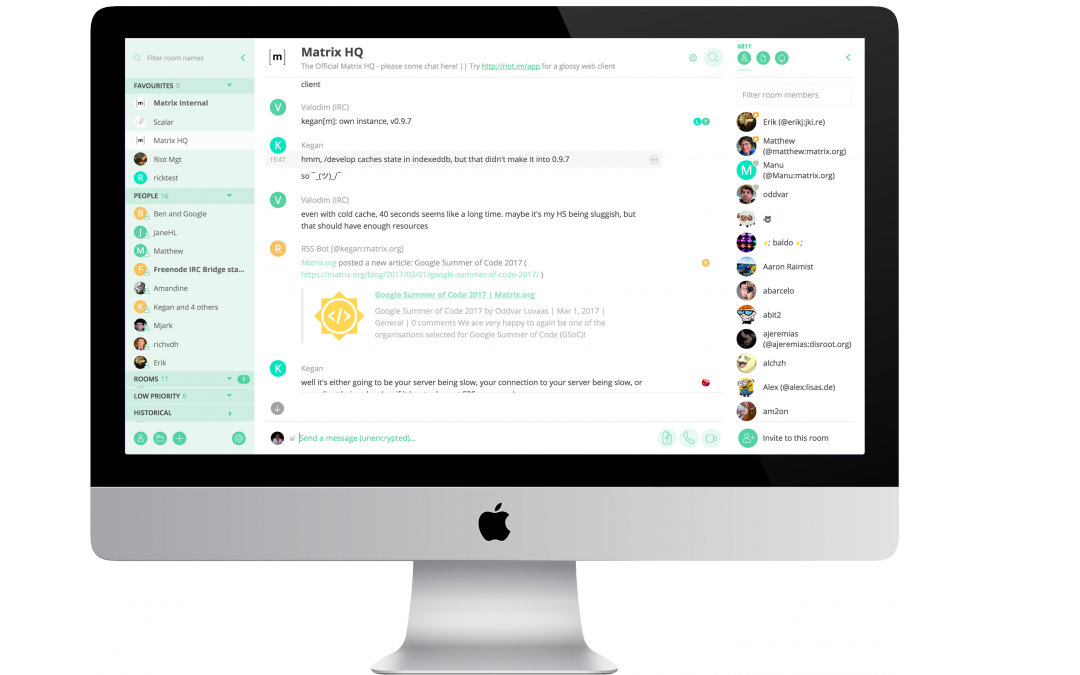 Filter room names
FAVOURITES 5
[m] Matrix Internal
Scalar
[m] Matrix HQ
Riot Mgt
R ricktest
PEOPLE 16
B Ben and Google
J JaneHL
M Matthew
F Freenode IRC Bridge sta...
Amandine
K Kegan and 4 others
Mjark
richvdh
Erik
ROOMS 11
1
LOW PRIORITY 6
HISTORICAL
[m] Matrix HQ
The Official Matrix HQ - please come chat here! || Try http://riot.im/app for a glossy web client
client
V Valodim (IRC)
kegan[m]: own instance, v0.9.7
K Kegan
15:47 hmm, /develop caches state in indexeddb, but that didn't make it into 0.9.7
so ¯_(ツ)_/¯
V Valodim (IRC)
even with cold cache, 40 seconds seems like a long time. maybe it's my HS being sluggish, but
that should have enough resources
R RSS Bot [@kegan:matrix.org]
Matrix.org posted a new article: Google Summer of Code 2017 (
https://matrix.org/blog/2017/03/01/google-summer-of-code-2017/ )
</> Google Summer of Code 2017 | Matrix.org
Google Summer of Code 2017 by Oddvar Lovaas | Mar 1, 2017 |
General | 0 comments We are very happy to again be one of the
organisations selected for Google Summer of Code (GSoC)!
K Kegan
well it's either going to be your server being slow, your connection to your server being slow, or
Send a message (unencrypted)...
6811
Filter room members
Erik (@erikj:jki.re)
Matthew
(@matthew:matrix.org)
M Manu
(@Manu:matrix.org)
oddvar
✨ baldo ✨
Aaron Raimist
abarcelo
abit2
ajeremias
(@ajeremias:disroot.org)
alchzh
Alex (@alex:lisas.de)
am2on
Invite to this room